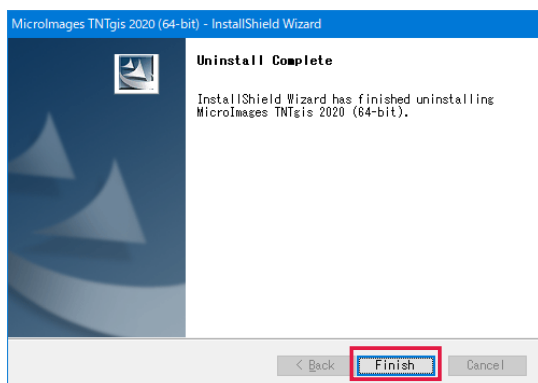 MicroImages TNTgis 2020 (64-bit) - InstallShield Wizard
Uninstall Complete
InstallShield Wizard has finished uninstalling
MicroImages TNTgis 2020 (64-bit).
< Back
Finish
Cancel